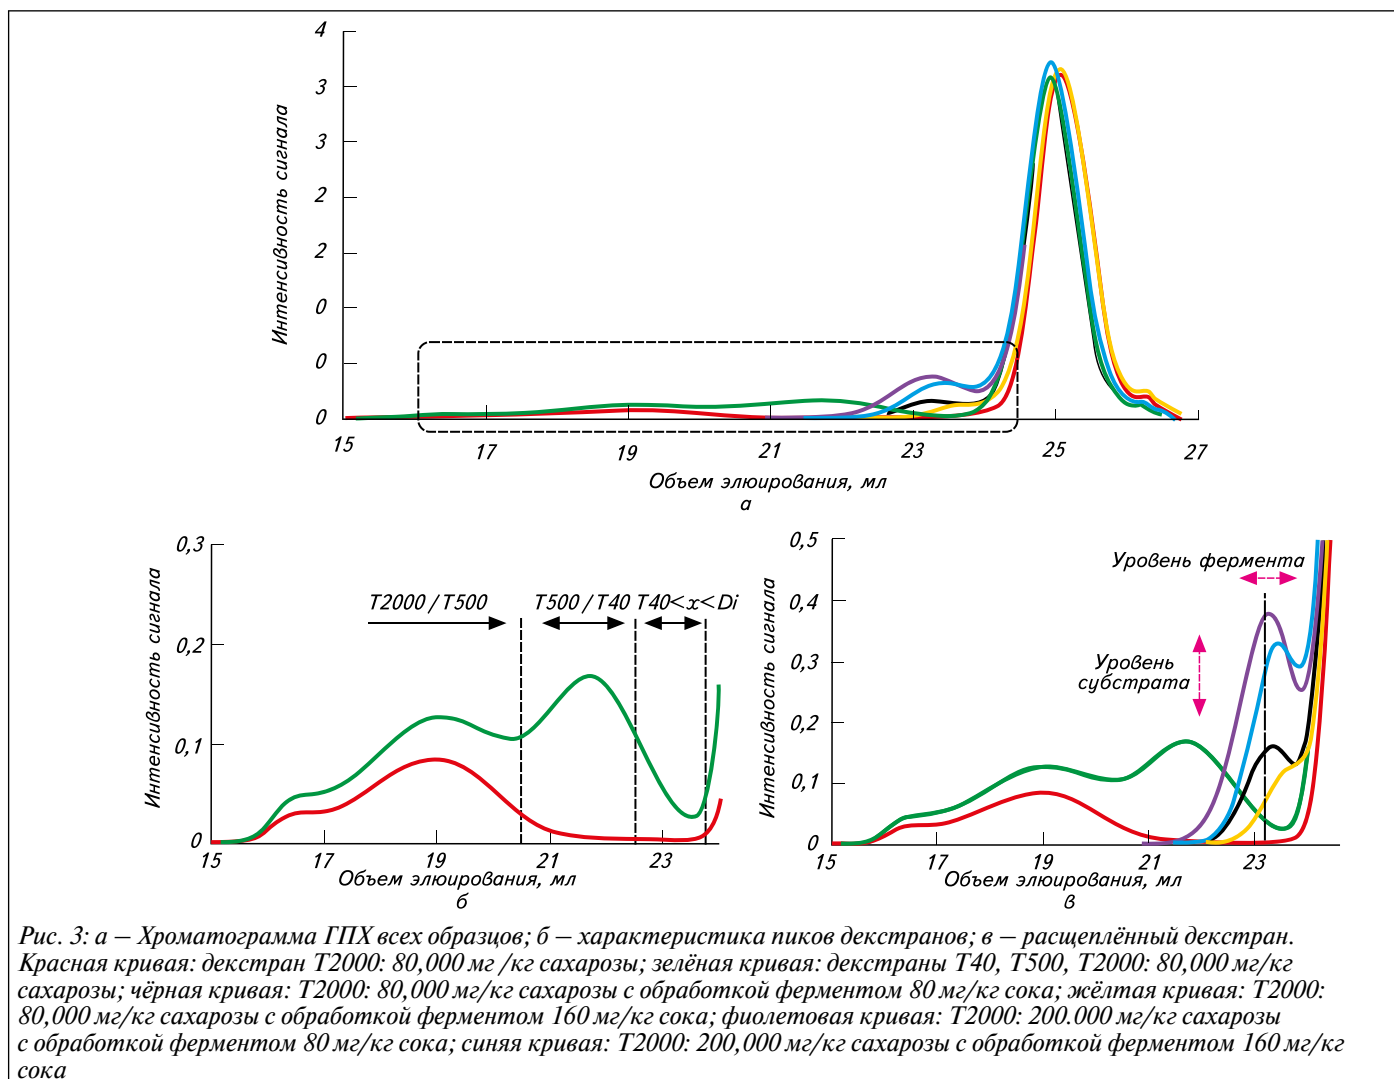 4
3
3
2
2
0
0
0
Интенсивность сигнала
15 17 19 21 23 25 27
Объем элюирования, мл
а
0,3
0,2
0,1
0
Интенсивность сигнала
T2000 / T500 T500 / T40 T40<x<Di
15 17 19 21 23
Объем элюирования, мл
б
0,5
0,4
0,3
0,2
0,1
0
Интенсивность сигнала
Уровень фермента
Уровень
субстрата
15 17 19 21 23
Объем элюирования, мл
в
Рис. 3: а – Хроматограмма ГПХ всех образцов; б – характеристика пиков декстранов; в – расщеплённый декстран.
Красная кривая: декстран T2000: 80,000 мг /кг сахарозы; зелёная кривая: декстраны T40, T500, T2000: 80,000 мг/кг
сахарозы; чёрная кривая: T2000: 80,000 мг/кг сахарозы с обработкой ферментом 80 мг/кг сока; жёлтая кривая: T2000:
80,000 мг/кг сахарозы с обработкой ферментом 160 мг/кг сока; фиолетовая кривая: T2000: 200.000 мг/кг сахарозы
с обработкой ферментом 80 мг/кг сока; синяя кривая: T2000: 200,000 мг/кг сахарозы с обработкой ферментом 160 мг/кг
сока